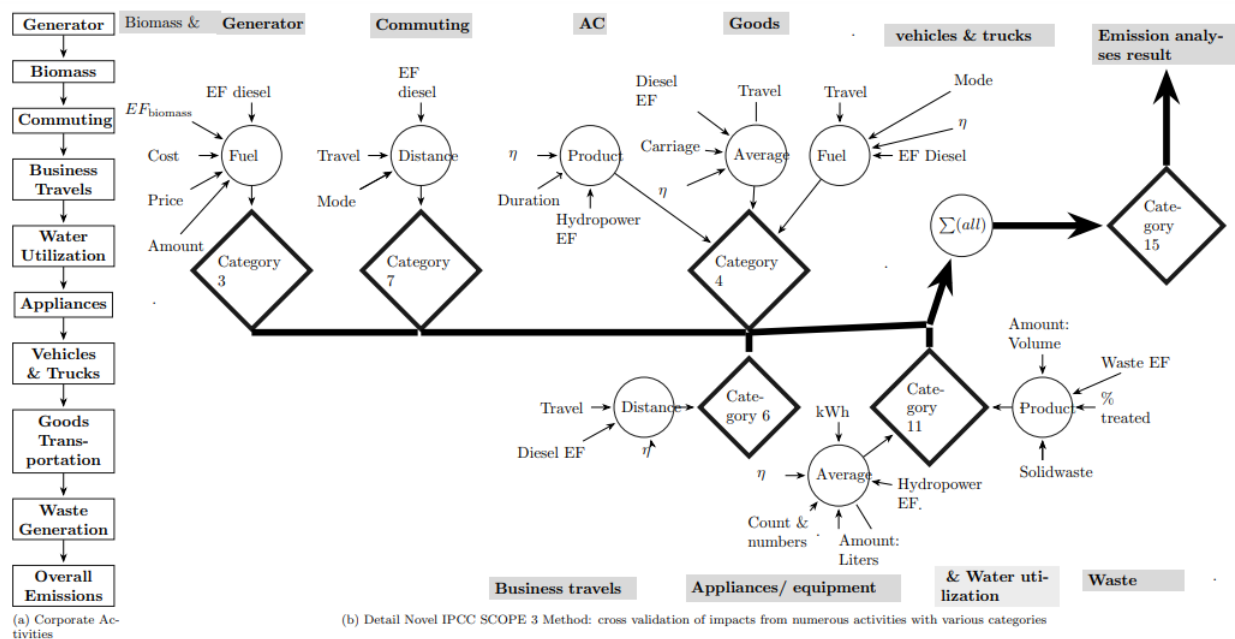 Generator
Biomass
Commuting
Business
Travels
Water
Utilization
Appliances
Vehicles
& Trucks
Goods
Trans-
portation
Waste
Generation
Overall
Emissions
(a) Corporate Ac-
tivities
Biomass &
Generator
Commuting
AC
Goods
vehicles & trucks
Emission analy-
ses result
EF diesel
EFbiomass
Cost
Price
Amount
Fuel
Category
3
EF
diesel
Travel
Mode
Distance
Category
7
η
Duration
Hydropower
EF
Product
Diesel
EF
Travel
Carriage
η
Average
Category
4
Travel
Mode
η
EF Diesel
Fuel
∑(all)
Cate-
gory
15
Travel
Diesel EF
η
Distance
Cate-
gory 6
kWh
η
Average
Count &
numbers
Amount:
Liters
Hydropower
EF.
Cate-
gory
11
Amount:
Volume
Waste EF
%
treated
Product
Solidwaste
Business travels
Appliances/ equipment
& Water uti-
lization
Waste
(b) Detail Novel IPCC SCOPE 3 Method: cross validation of impacts from numerous activities with various categories